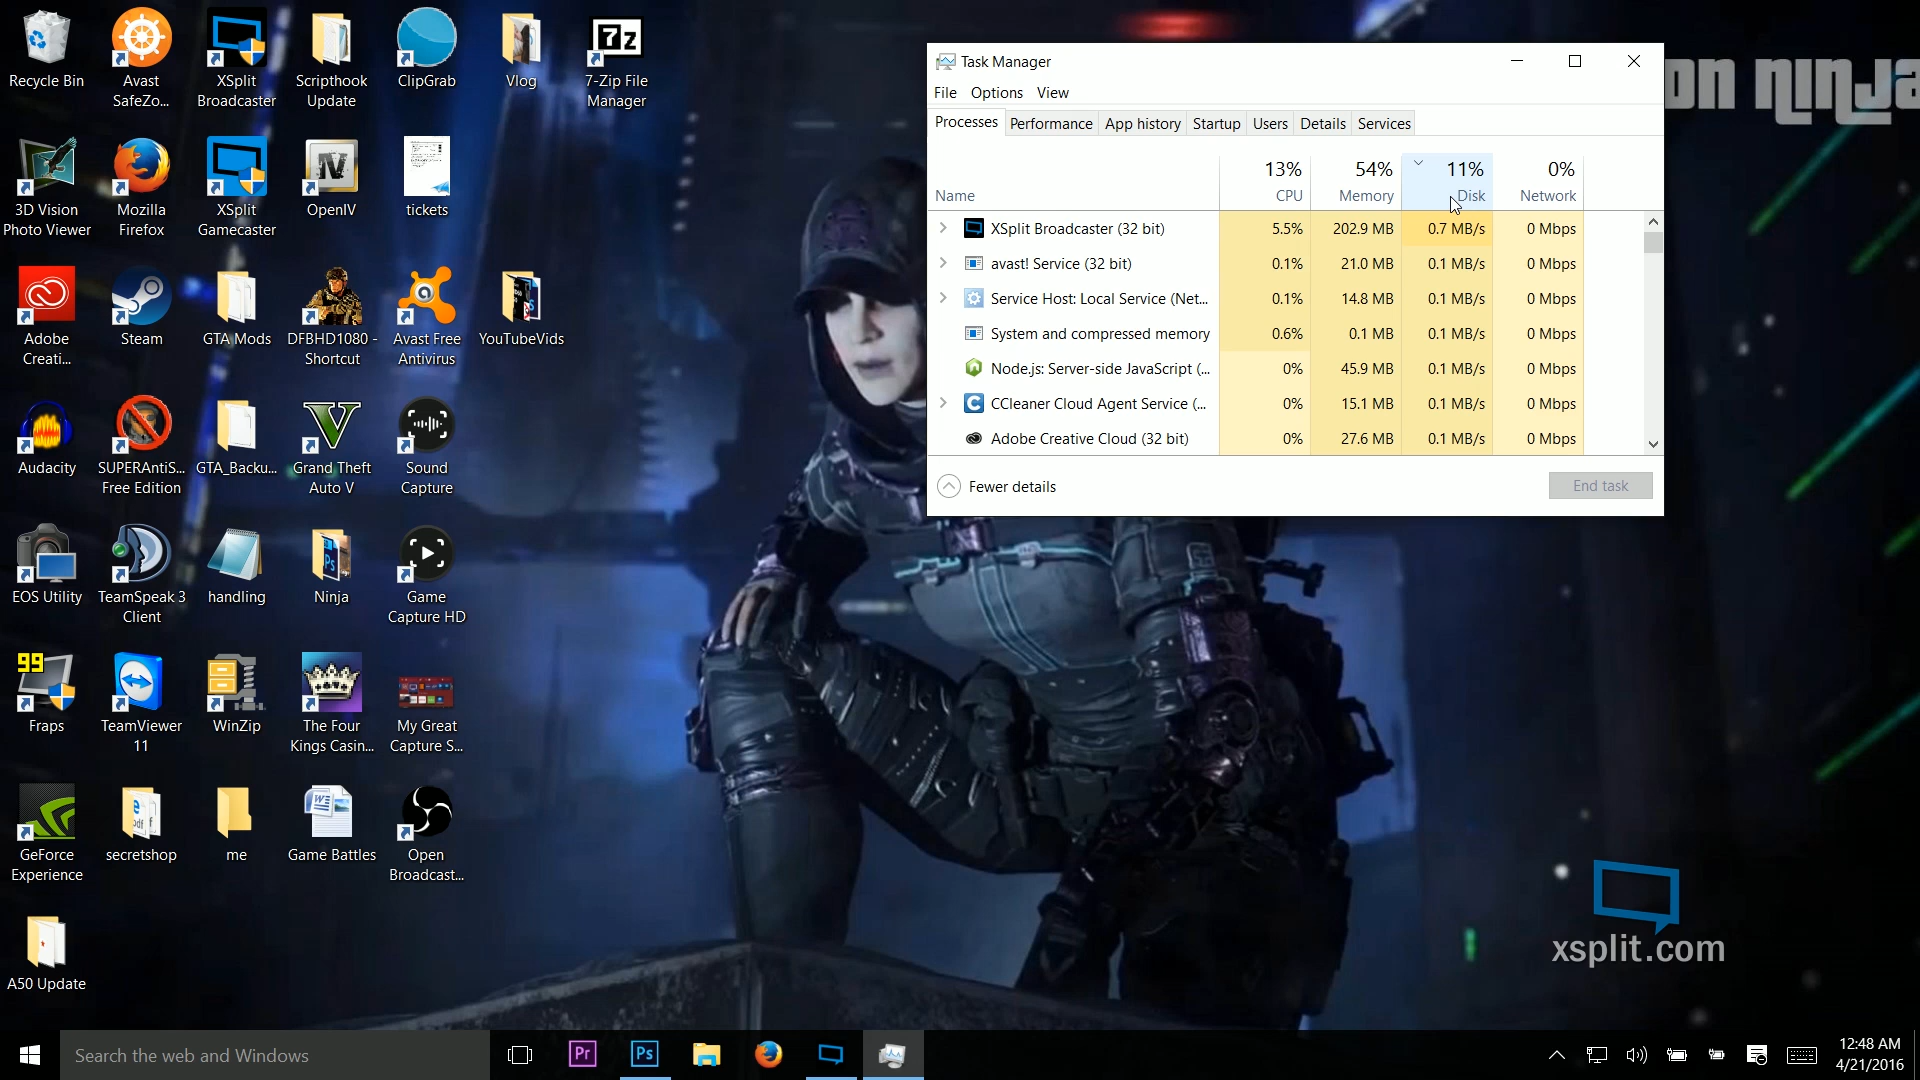 Recycle Bin
Avast
SafeZo...
XSplit
Broadcaster
Scripthook
Update
ClipGrab
Vlog
7z
7-Zip File
Manager
3D Vision
Photo Viewer
Mozilla
Firefox
XSplit
Gamecaster
IV
OpenIV
tickets
Adobe
Creati...
Steam
GTA Mods
DFBHD1080 -
Shortcut
Avast Free
Antivirus
YouTubeVids
Audacity
SUPERAntiS...
Free Edition
GTA_Backu...
V
Grand Theft
Auto V
Sound
Capture
EOS Utility
TeamSpeak 3
Client
handling
Ps
Ninja
Game
Capture HD
99
Fraps
TeamViewer
11
WinZip
The Four
Kings Casin...
My Great
Capture S...
GeForce
Experience
secretshop
me
W
Game Battles
Open
Broadcast...
A50 Update
on ninja
Task Manager
File Options View
Processes Performance App history Startup Users Details Services
13% 54% 11% 0%
Name CPU Memory Disk Network
XSplit Broadcaster (32 bit) 5.5% 202.9 MB 0.7 MB/s 0 Mbps
avast! Service (32 bit) 0.1% 21.0 MB 0.1 MB/s 0 Mbps
Service Host: Local Service (Net... 0.1% 14.8 MB 0.1 MB/s 0 Mbps
System and compressed memory 0.6% 0.1 MB 0.1 MB/s 0 Mbps
Node.js: Server-side JavaScript (... 0% 45.9 MB 0.1 MB/s 0 Mbps
CCleaner Cloud Agent Service (... 0% 15.1 MB 0.1 MB/s 0 Mbps
Adobe Creative Cloud (32 bit) 0% 27.6 MB 0.1 MB/s 0 Mbps
Fewer details
End task
xsplit.com
Search the web and Windows
Pr
Ps
12:48 AM
4/21/2016